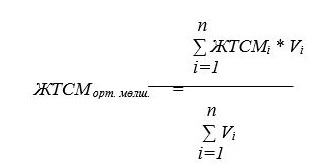 n
∑ ЖТСМi * Vi
i=1
ЖТСМорт. мөлш. =
n
∑ Vi
i=1